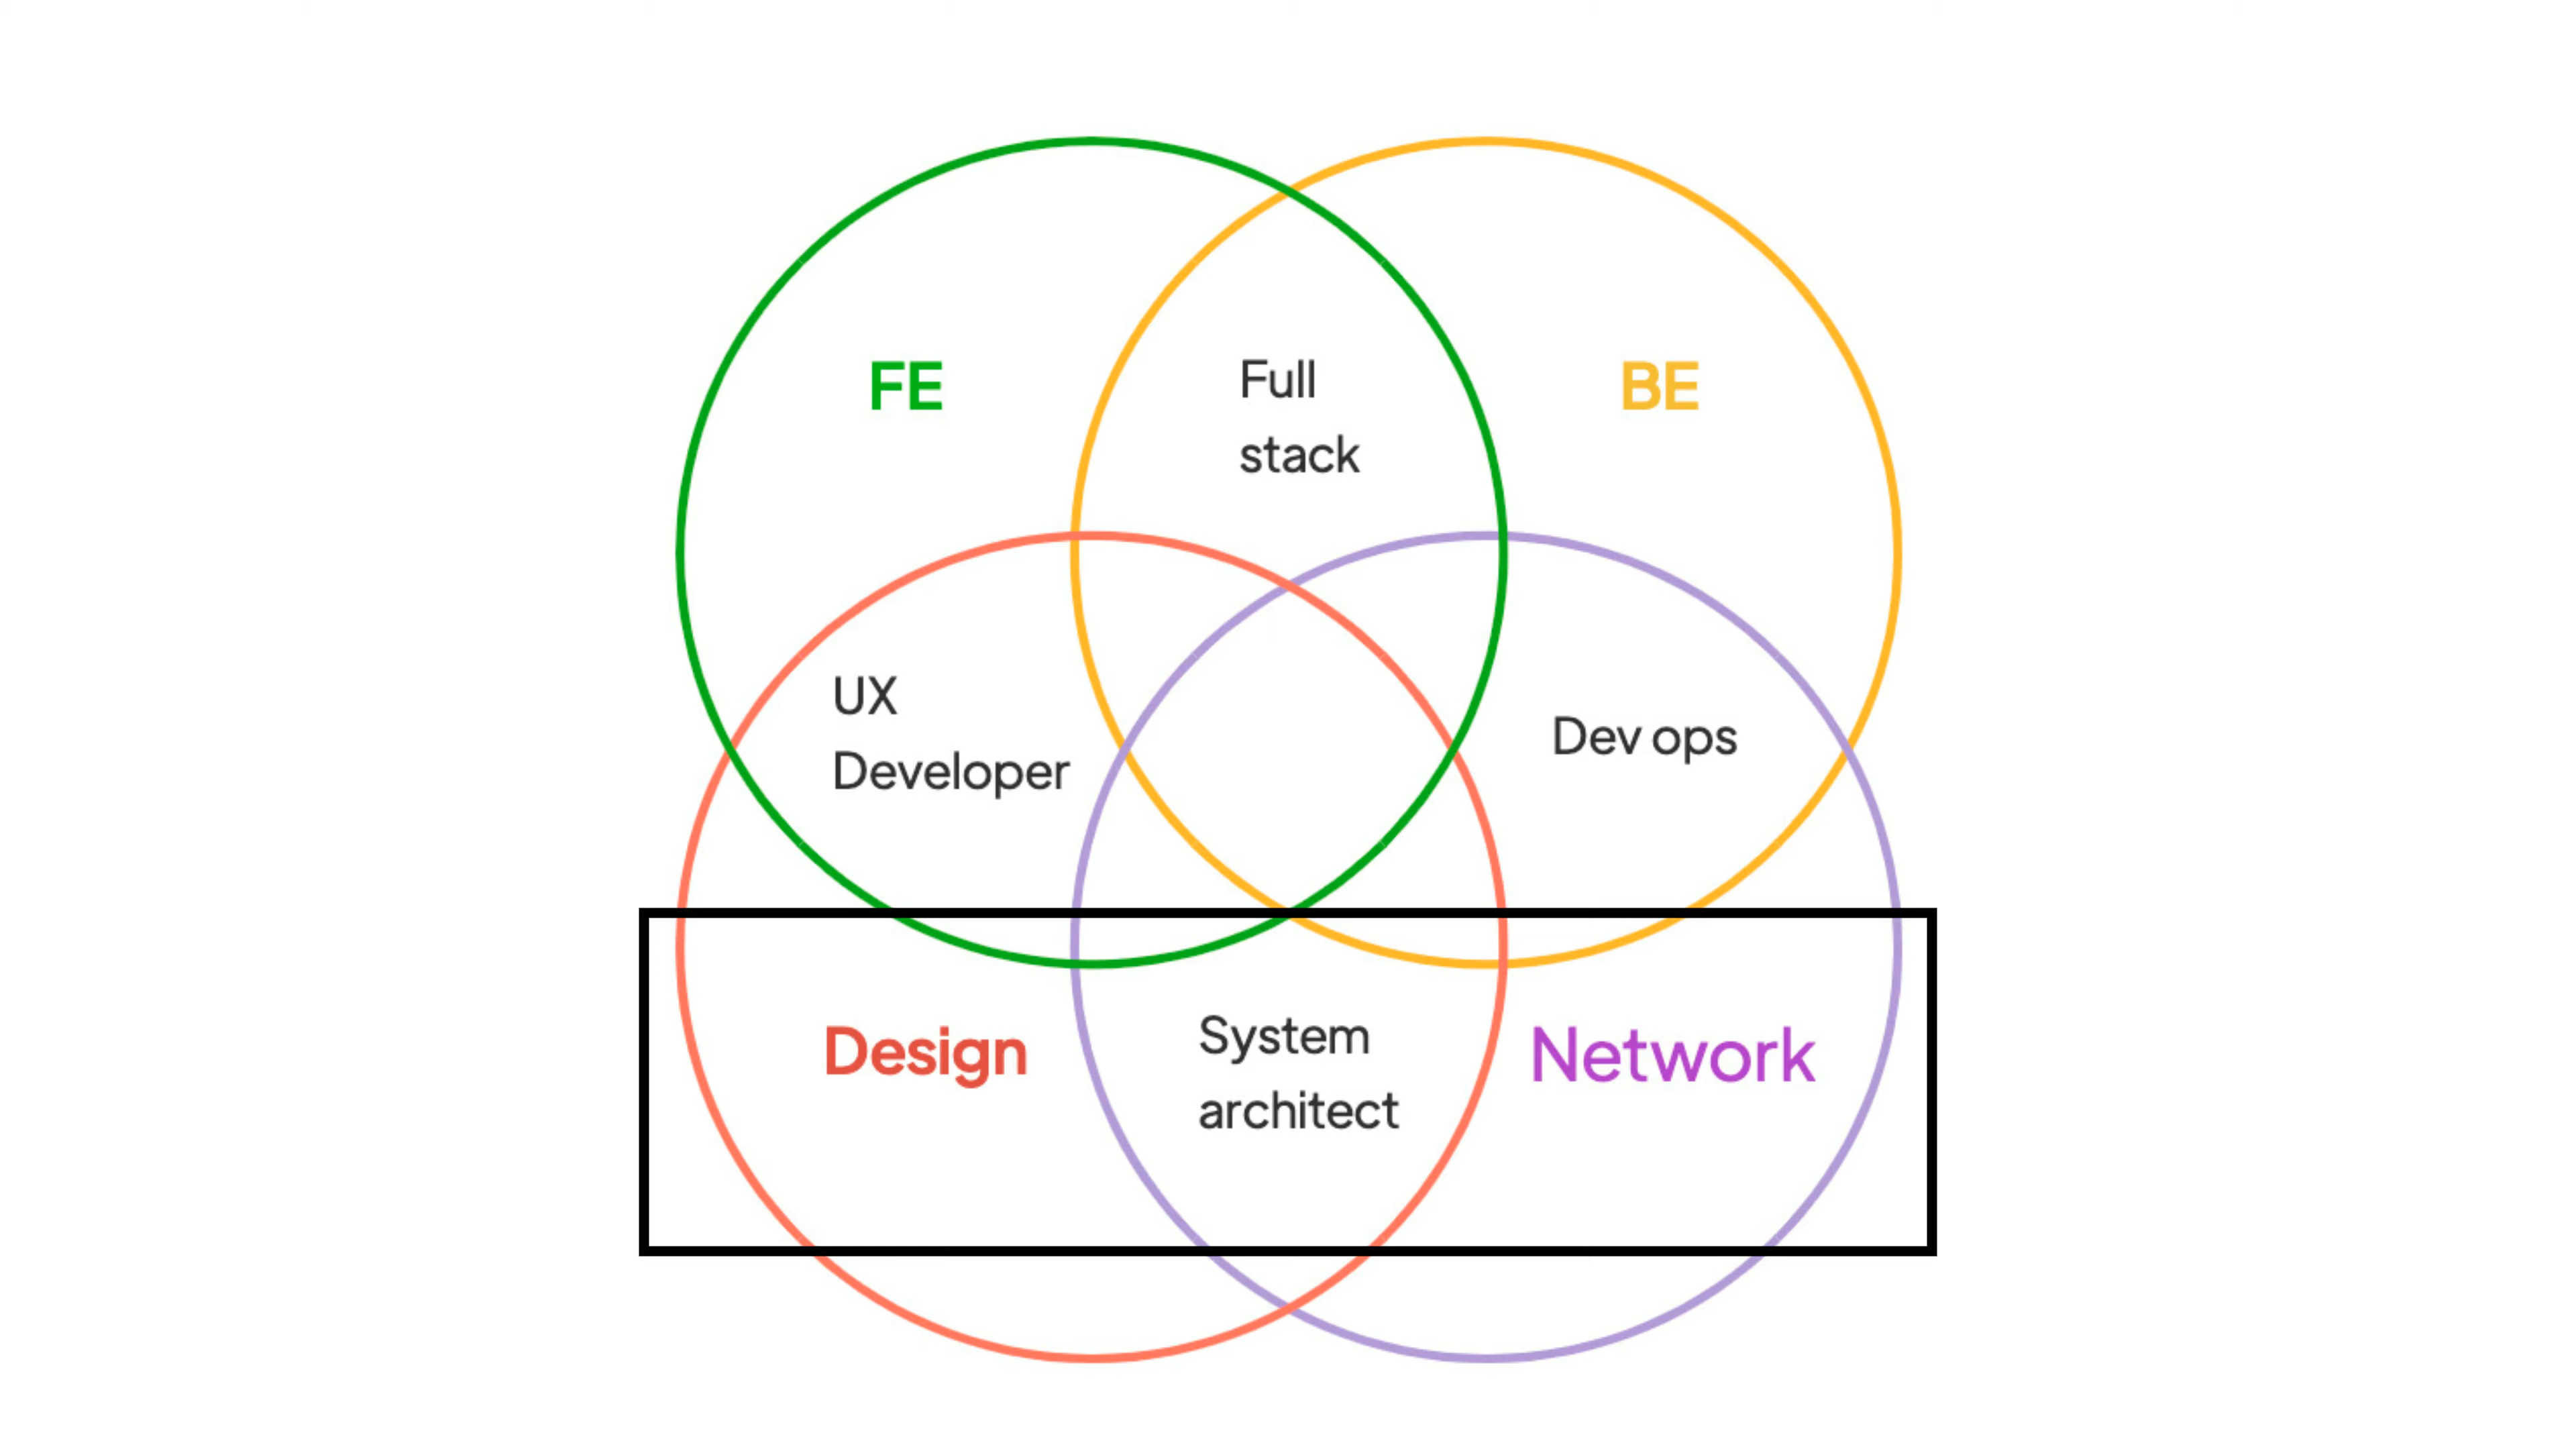 FE
Full
stack
BE
UX
Developer
Dev ops
Design
System
architect
Network